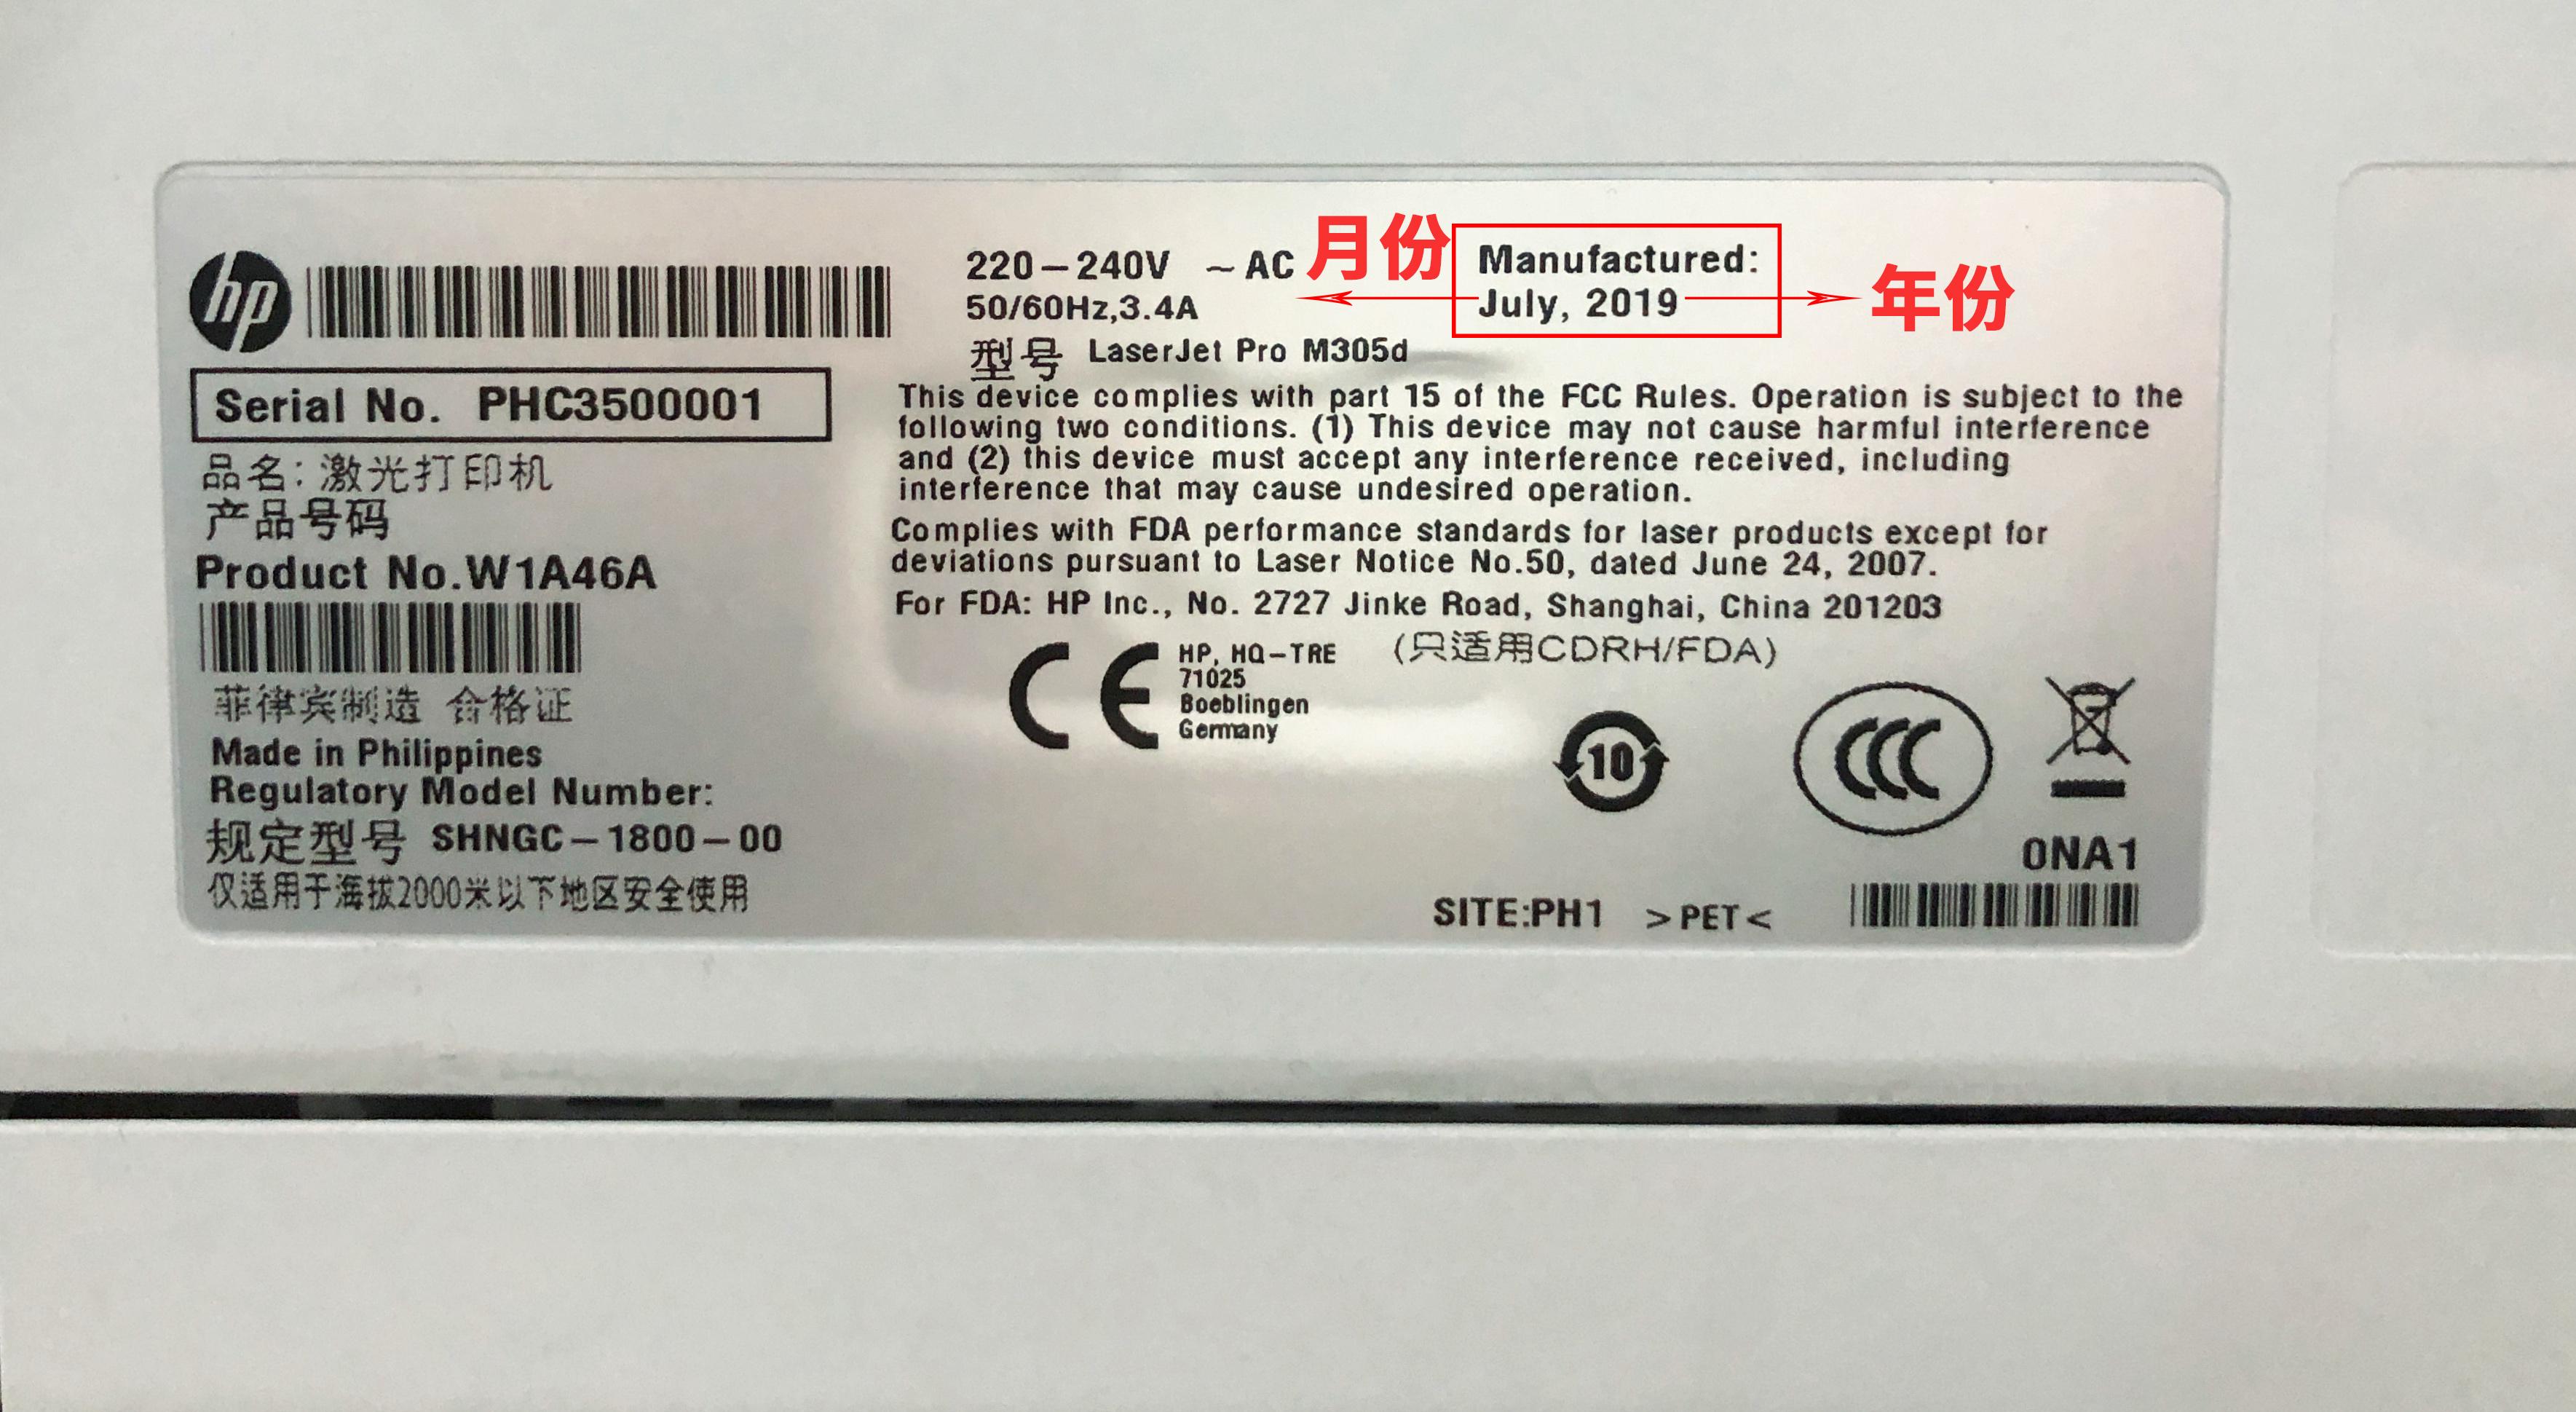 hp
Serial No. PHC3500001
品名:激光打印机
产品号码
Product No.W1A46A
菲律宾制造 合格证
Made in Philippines
Regulatory Model Number:
规定型号 SHNGC-1800-00
仅适用于海拔2000米以下地区安全使用
220-240V ~AC
50/60Hz,3.4A
月份
Manufactured:
July, 2019
年份
型号 LaserJet Pro M305d
This device complies with part 15 of the FCC Rules. Operation is subject to the
following two conditions. (1) This device may not cause harmful interference
and (2) this device must accept any interference received, including
interference that may cause undesired operation.
Complies with FDA performance standards for laser products except for
deviations pursuant to Laser Notice No.50, dated June 24, 2007.
For FDA: HP Inc., No. 2727 Jinke Road, Shanghai, China 201203
(只适用CDRH/FDA)
CE
HP, HQ-TRE
71025
Boeblingen
Germany
10
CCC
0NA1
SITE:PH1 >PET<